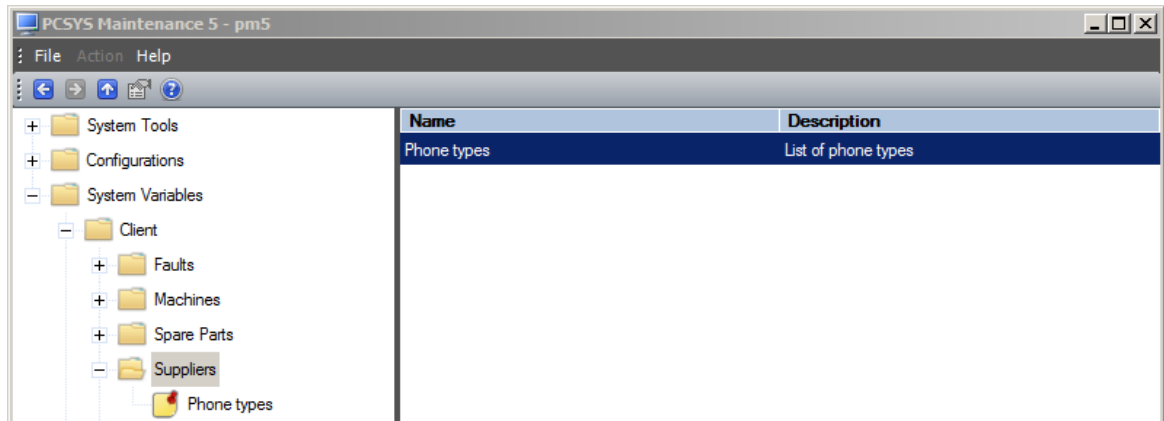 PCSYS Maintenance 5 - pm5
File Action Help
System Tools
Configurations
System Variables
Client
Faults
Machines
Spare Parts
Suppliers
Phone types
Name Description
Phone types List of phone types